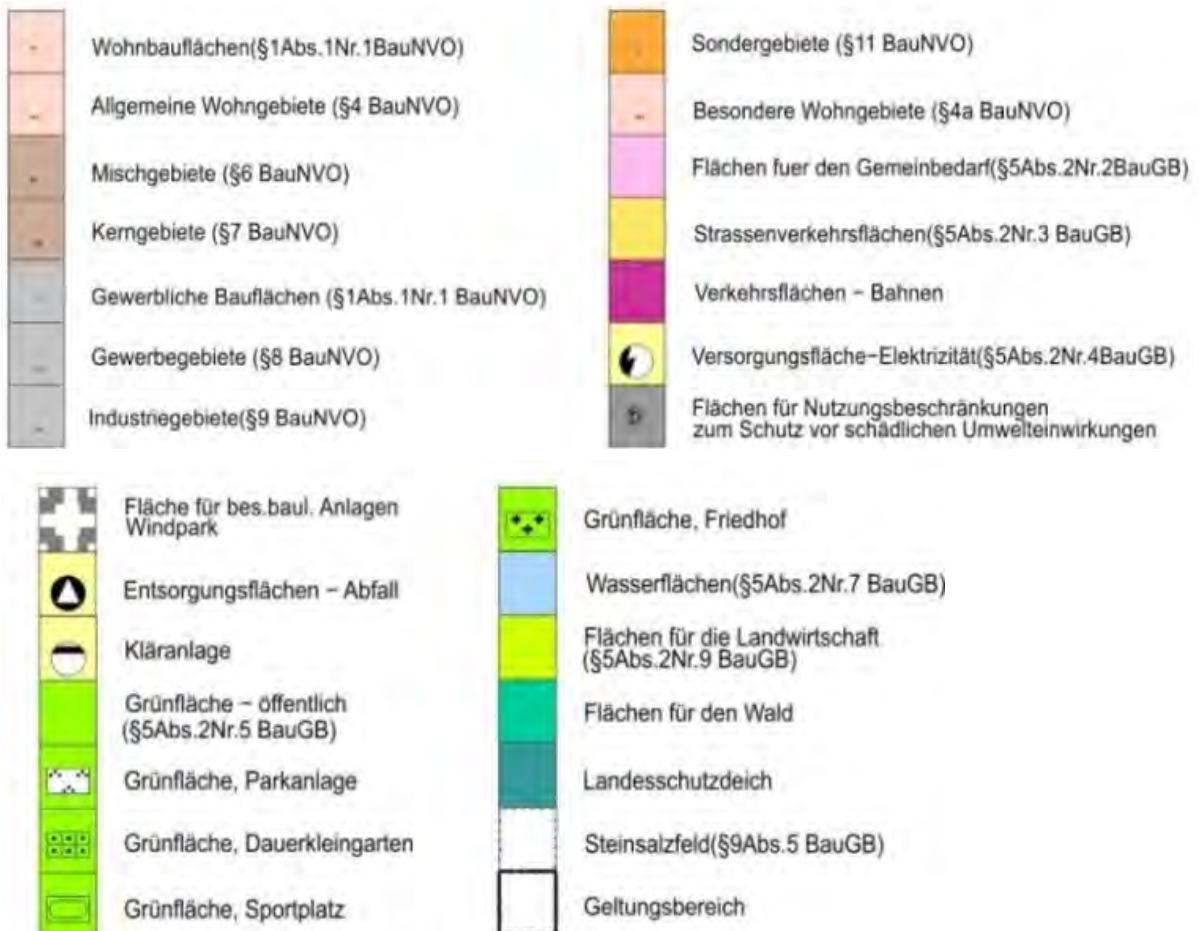 Wohnbauflächen(§1Abs.1Nr.1BauNVO)
Allgemeine Wohngebiete (§4 BauNVO)
Mischgebiete (§6 BauNVO)
Kerngebiete (§7 BauNVO)
Gewerbliche Bauflächen (§1Abs.1Nr.1 BauNVO)
Gewerbegebiete (§8 BauNVO)
Industriegebiete(§9 BauNVO)
Sondergebiete (§11 BauNVO)
Besondere Wohngebiete (§4a BauNVO)
Flächen fuer den Gemeinbedarf(§5Abs.2Nr.2BauGB)
Strassenverkehrsflächen(§5Abs.2Nr.3 BauGB)
Verkehrsflächen - Bahnen
Versorgungsfläche-Elektrizität(§5Abs.2Nr.4BauGB)
Flächen für Nutzungsbeschränkungen
zum Schutz vor schädlichen Umwelteinwirkungen
Fläche für bes.baul. Anlagen
Windpark
Entsorgungsflächen - Abfall
Kläranlage
Grünfläche - öffentlich
(§5Abs.2Nr.5 BauGB)
Grünfläche, Parkanlage
Grünfläche, Dauerkleingarten
Grünfläche, Sportplatz
Grünfläche, Friedhof
Wasserflächen(§5Abs.2Nr.7 BauGB)
Flächen für die Landwirtschaft
(§5Abs.2Nr.9 BauGB)
Flächen für den Wald
Landesschutzdeich
Steinsalzfeld(§9Abs.5 BauGB)
Geltungsbereich